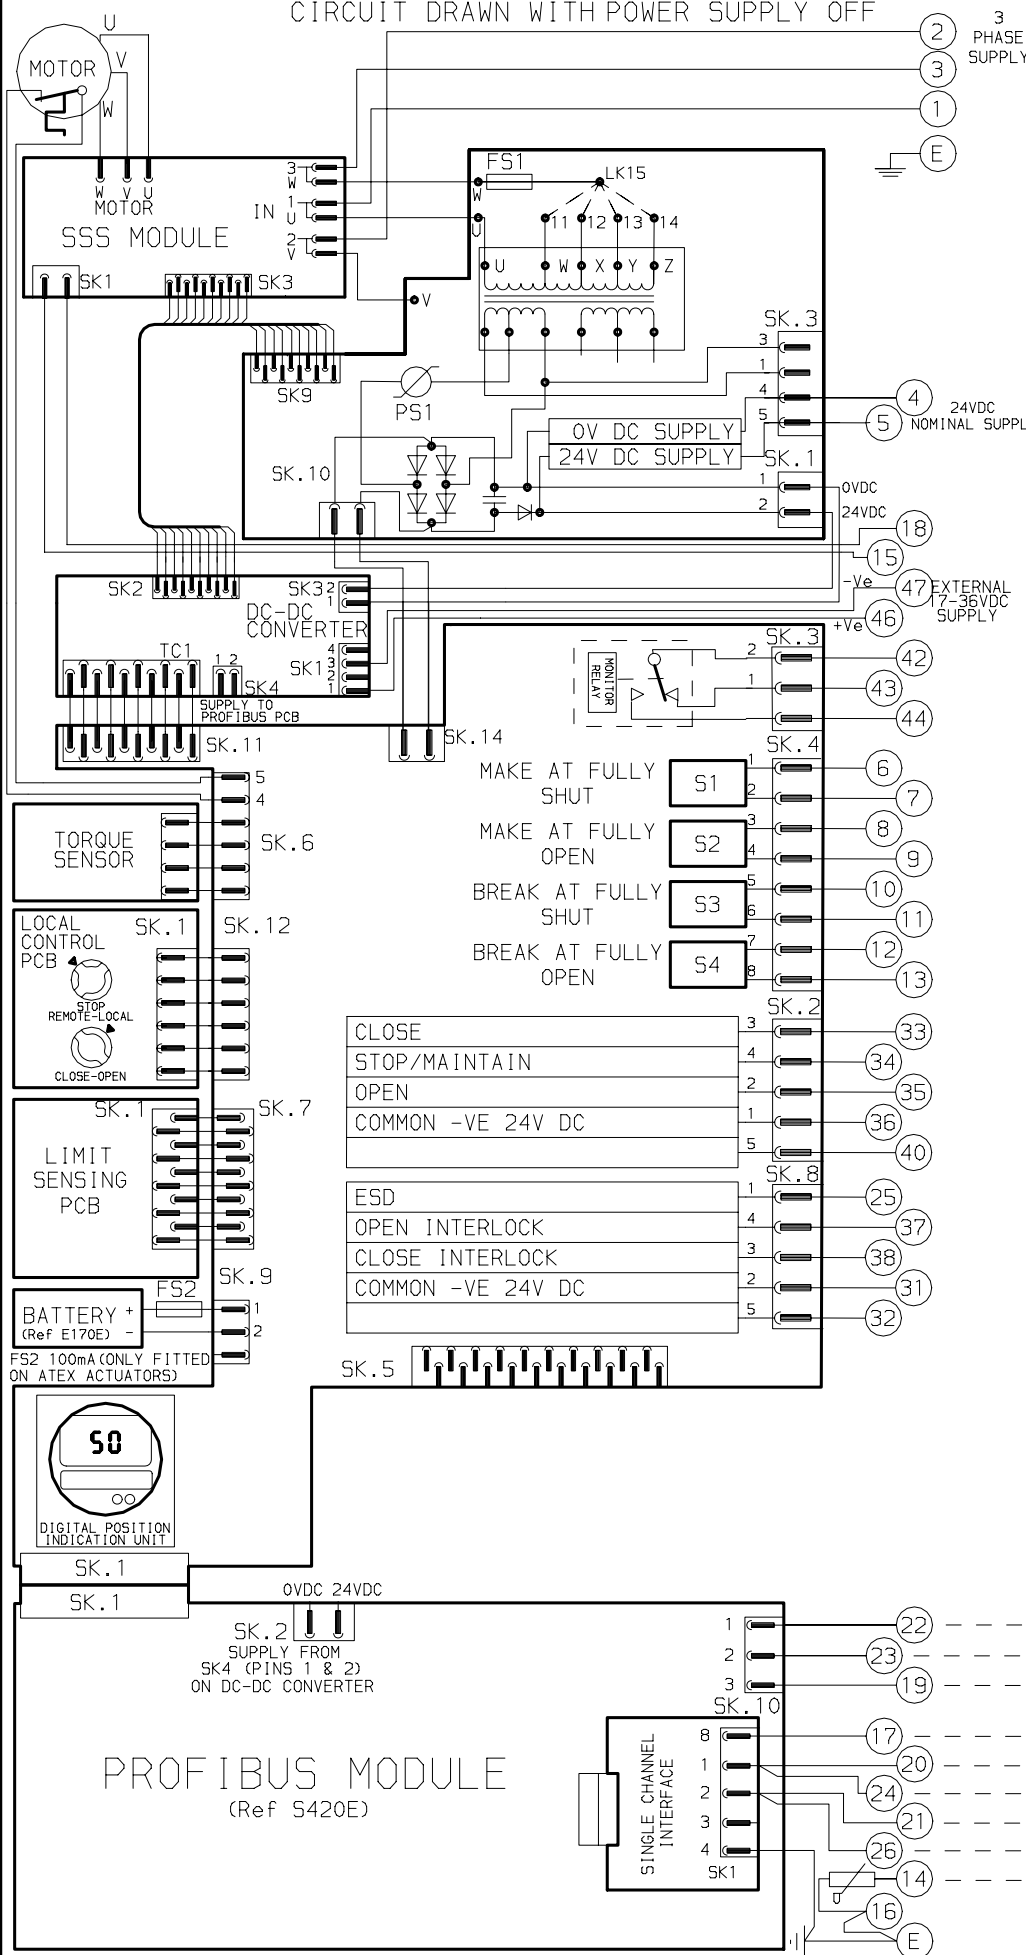 CIRCUIT DRAWN WITH POWER SUPPLY OFF
3
PHASE
SUPPLY
2
3
1
E
U
V
W
MOTOR
W V U
MOTOR
SSS MODULE
IN
3
W
1
U
2
V
SK1
SK3
FS1
W
U
V
LK15
11 12 13 14
U W X Y Z
SK9
PS1
SK.10
0V DC SUPPLY
24V DC SUPPLY
SK.3
3
1
4
5
4
5
24VDC
NOMINAL SUPPL
SK.1
1
2
0VDC
24VDC
18
15
-Ve
47
+Ve
46
EXTERNAL
17-36VDC
SUPPLY
SK2
SK3
2
1
DC-DC
CONVERTER
SK1
4
3
2
1
TC1
1 2
SK4
SUPPLY TO
PROFIBUS PCB
SK.11
SK.14
MONITOR
RELAY
SK.3
2
1
42
43
44
SK.4
MAKE AT FULLY
SHUT
S1
1
2
6
7
MAKE AT FULLY
OPEN
S2
3
4
8
9
BREAK AT FULLY
SHUT
S3
5
6
10
11
BREAK AT FULLY
OPEN
S4
7
8
12
13
5
4
TORQUE
SENSOR
SK.6
LOCAL
CONTROL
PCB
SK.1
SK.12
STOP
REMOTE-LOCAL
CLOSE-OPEN
SK.2
CLOSE 3 33
STOP/MAINTAIN 4 34
OPEN 2 35
COMMON -VE 24V DC 1 36
5 40
SK.1
SK.7
LIMIT
SENSING
PCB
SK.8
ESD 1 25
OPEN INTERLOCK 4 37
CLOSE INTERLOCK 3 38
COMMON -VE 24V DC 2 31
5 32
SK.9
FS2
BATTERY + 
(Ref E170E) -
1
2
FS2 100mA(ONLY FITTED
ON ATEX ACTUATORS)
SK.5
50
DIGITAL POSITION
INDICATION UNIT
SK.1
SK.1
0VDC 24VDC
SK.2
SUPPLY FROM
SK4 (PINS 1 & 2)
ON DC-DC CONVERTER
PROFIBUS MODULE
(Ref S420E)
1 22
2 23
3 19
SK.10
SINGLE CHANNEL
INTERFACE
8
1
2
3
4
SK1
17
20
24
21
26
U
14
16
E